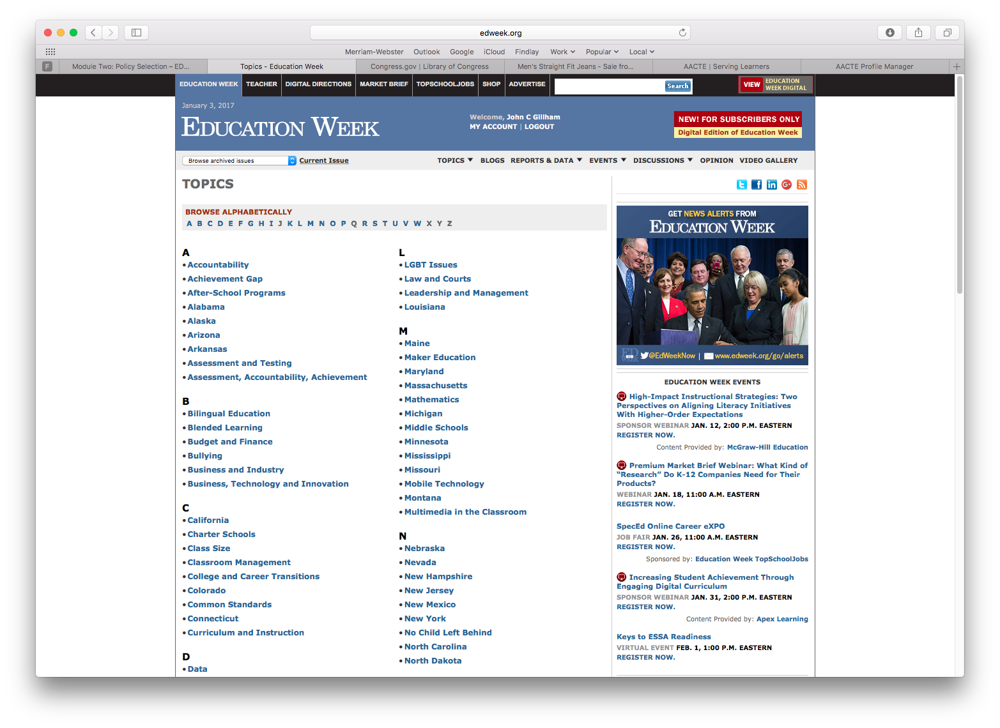 edweek.org
Merriam-Webster Outlook Google iCloud Findlay Work Popular Local
F Module Two: Policy Selection – ED... Topics - Education Week Congress.gov | Library of Congress Men's Straight Fit Jeans - Sale fro... AACTE | Serving Learners AACTE Profile Manager
EDUCATION WEEK TEACHER DIGITAL DIRECTIONS MARKET BRIEF TOPSCHOOLJOBS SHOP ADVERTISE Search VIEW EDUCATION
WEEK DIGITAL
January 3, 2017
EDUCATION WEEK
Welcome, John C Gillham
MY ACCOUNT | LOGOUT
NEW! FOR SUBSCRIBERS ONLY
Digital Edition of Education Week
Browse archived issues Current Issue TOPICS BLOGS REPORTS & DATA EVENTS DISCUSSIONS OPINION VIDEO GALLERY
TOPICS
BROWSE ALPHABETICALLY
A B C D E F G H I J K L M N O P Q R S T U V W X Y Z
A
• Accountability
• Achievement Gap
• After-School Programs
• Alabama
• Alaska
• Arizona
• Arkansas
• Assessment and Testing
• Assessment, Accountability, Achievement
B
• Bilingual Education
• Blended Learning
• Budget and Finance
• Bullying
• Business and Industry
• Business, Technology and Innovation
C
• California
• Charter Schools
• Class Size
• Classroom Management
• College and Career Transitions
• Colorado
• Common Standards
• Connecticut
• Curriculum and Instruction
D
• Data
L
• LGBT Issues
• Law and Courts
• Leadership and Management
• Louisiana
M
• Maine
• Maker Education
• Maryland
• Massachusetts
• Mathematics
• Michigan
• Middle Schools
• Minnesota
• Mississippi
• Missouri
• Mobile Technology
• Montana
• Multimedia in the Classroom
N
• Nebraska
• Nevada
• New Hampshire
• New Jersey
• New Mexico
• New York
• No Child Left Behind
• North Carolina
• North Dakota
GET NEWS ALERTS FROM
EDUCATION WEEK
ED NOW WEEK @EdWeekNow | www.edweek.org/go/alerts
EDUCATION WEEK EVENTS
High-Impact Instructional Strategies: Two
Perspectives on Aligning Literacy Initiatives
With Higher-Order Expectations
SPONSOR WEBINAR JAN. 12, 2:00 P.M. EASTERN
REGISTER NOW.
Content Provided by: McGraw-Hill Education
Premium Market Brief Webinar: What Kind of
“Research” Do K-12 Companies Need for Their
Products?
WEBINAR JAN. 18, 11:00 A.M. EASTERN
REGISTER NOW.
SpecEd Online Career eXPO
JOB FAIR JAN. 26, 11:00 A.M. EASTERN
REGISTER NOW.
Sponsored by: Education Week TopSchoolJobs
Increasing Student Achievement Through
Engaging Digital Curriculum
SPONSOR WEBINAR JAN. 31, 2:00 P.M. EASTERN
REGISTER NOW.
Content Provided by: Apex Learning
Keys to ESSA Readiness
VIRTUAL EVENT FEB. 1, 1:00 P.M. EASTERN
REGISTER NOW.